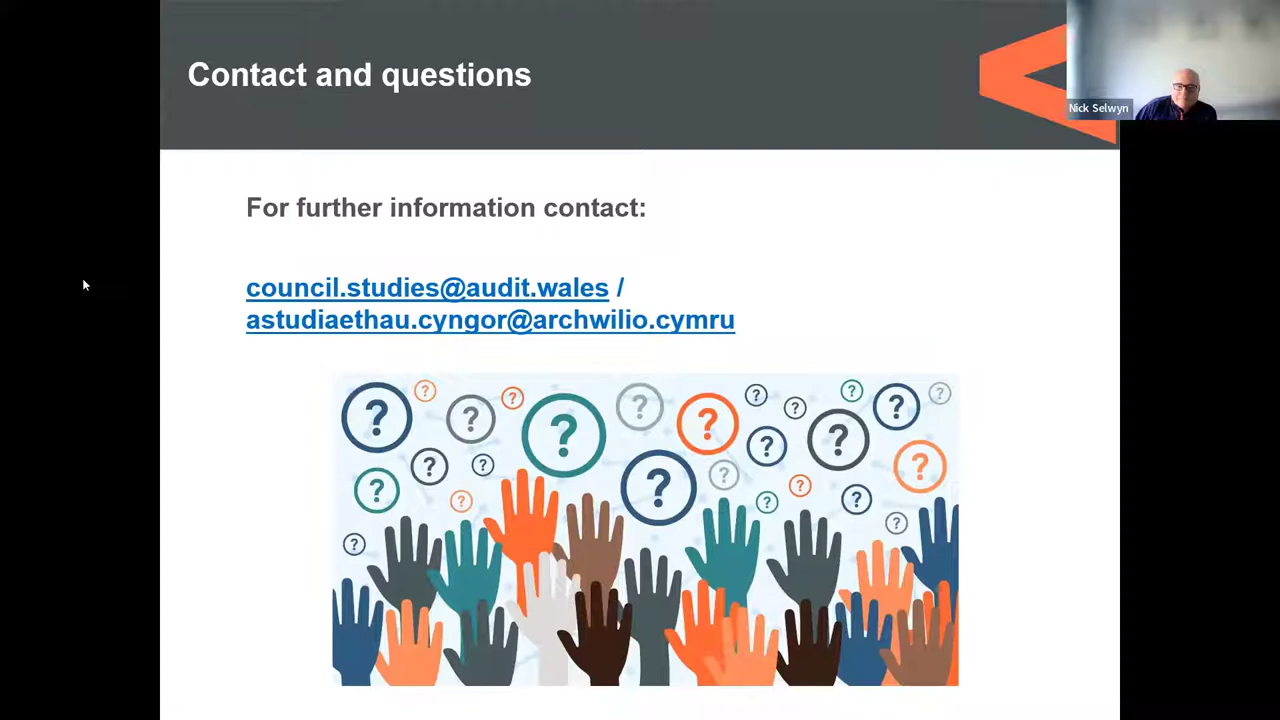 Contact and questions
Nick Selwyn
For further information contact:
council.studies@audit.wales /
astudiaethau.cyngor@archwilio.cymru
? ? ? ? ? ? ? ? ? ? ? ? ?
? ? ? ? ? ? ? ? ? ? ? ? ?